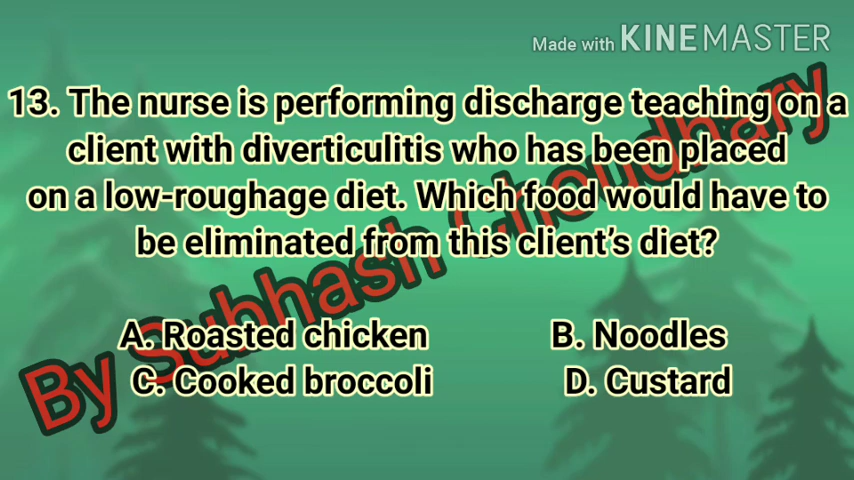 Made with KINEMASTER
13. The nurse is performing discharge teaching on a
client with diverticulitis who has been placed
on a low-roughage diet. Which food would have to
be eliminated from this client's diet?
By Subhash Choudhary
A. Roasted chicken B. Noodles
C. Cooked broccoli D. Custard